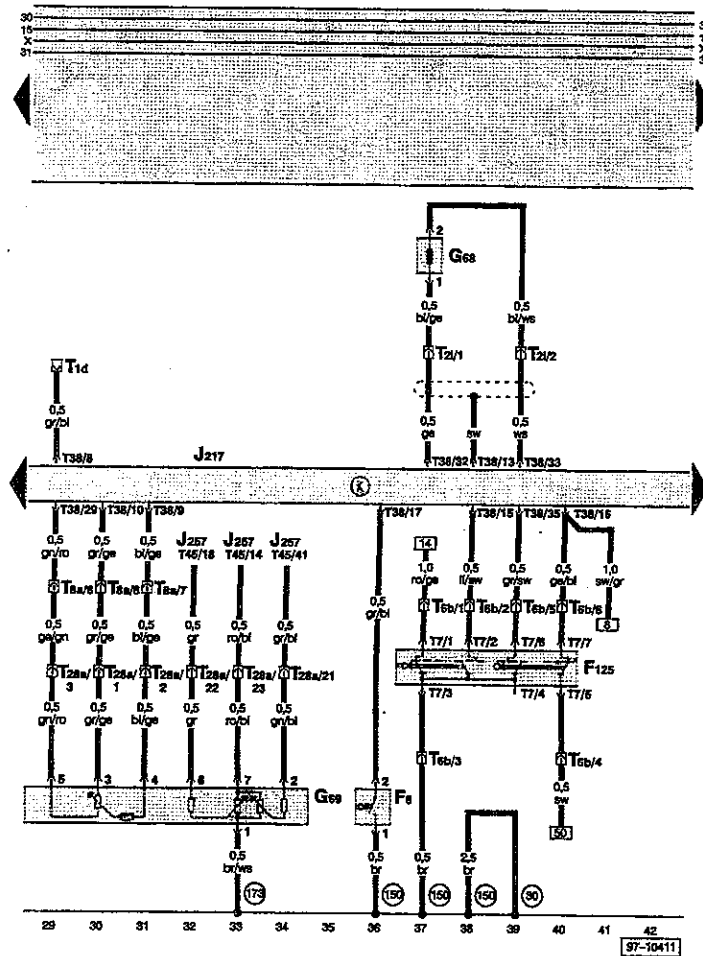 30
15
X
31
2
G68
1
0,5 0,5
bl/ge bl/ws
T2l/1 T2l/2
T1d
0,5
gr/bl
0,5 0,5
ge sw ws
T38/8 J217 T38/32 T38/13 T38/33
K
T38/29 T38/10 T38/9 T38/17 T38/15 T38/35 T38/16
J257 J257 J257
T45/18 T45/14 T45/41
14
0,5 0,5 0,5 1,0 0,5 0,5 0,5 1,0
gn/ro gr/ge bl/ge ro/ge li/sw gr/sw ge/bl sw/gr
T8a/6 T8a/7
0,5 0,5 0,5 0,5 0,5 0,5 0,5
ge/gn gr/ge bl/ge gr ro/bl gr/bl gr/bl
T6b/1 T6b/2 T6b/5 T6b/6
8
T7/1 T7/2 T7/6 T7/7
F125
T28a/ T28a/ T28a/ T28a/ T28a/ T28a/21
3 1 2 22 23
T7/3 T7/4 T7/5
0,5 0,5 0,5 0,5 0,5 0,5
gn/ro gr/ge bl/ge gr ro/bl gn/bl
T6b/3 T6b/4
5 3 4 6 7 2 2
G69 F8
0,5
sw
1 1
50
0,5 0,5 0,5 2,5
br/ws br br br
173 150 150 150 30
29 30 31 32 33 34 35 36 37 38 39 40 41 42
97-10411